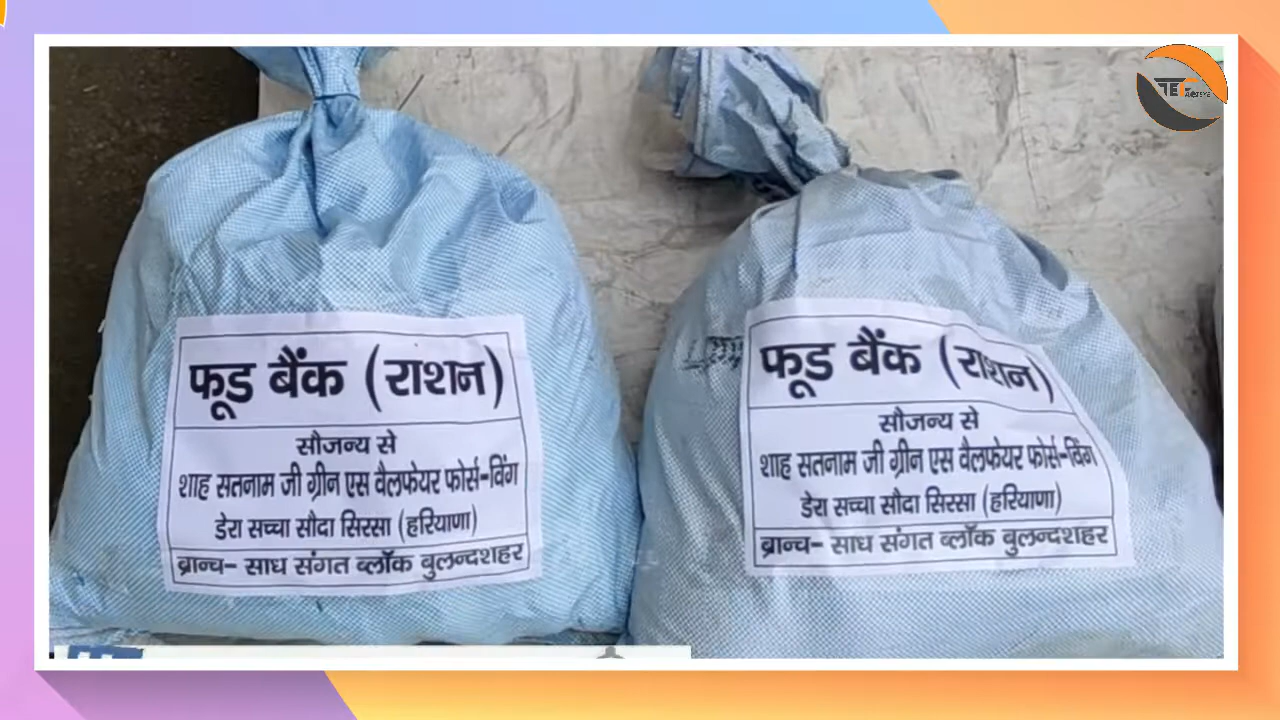 फूड बैंक (राशन)
सौजन्य से
शाह सतनाम जी ग्रीन एस वैलफेयर फोर्स-विंग
डेरा सच्चा सौदा सिरसा (हरियाणा)
ब्रान्च- साध संगत ब्लॉक बुलन्दशहर
फूड बैंक (राशन)
सौजन्य से
शाह सतनाम जी ग्रीन एस वैलफेयर फोर्स-विंग
डेरा सच्चा सौदा सिरसा (हरियाणा)
ब्रान्च- साध संगत ब्लॉक बुलन्दशहर